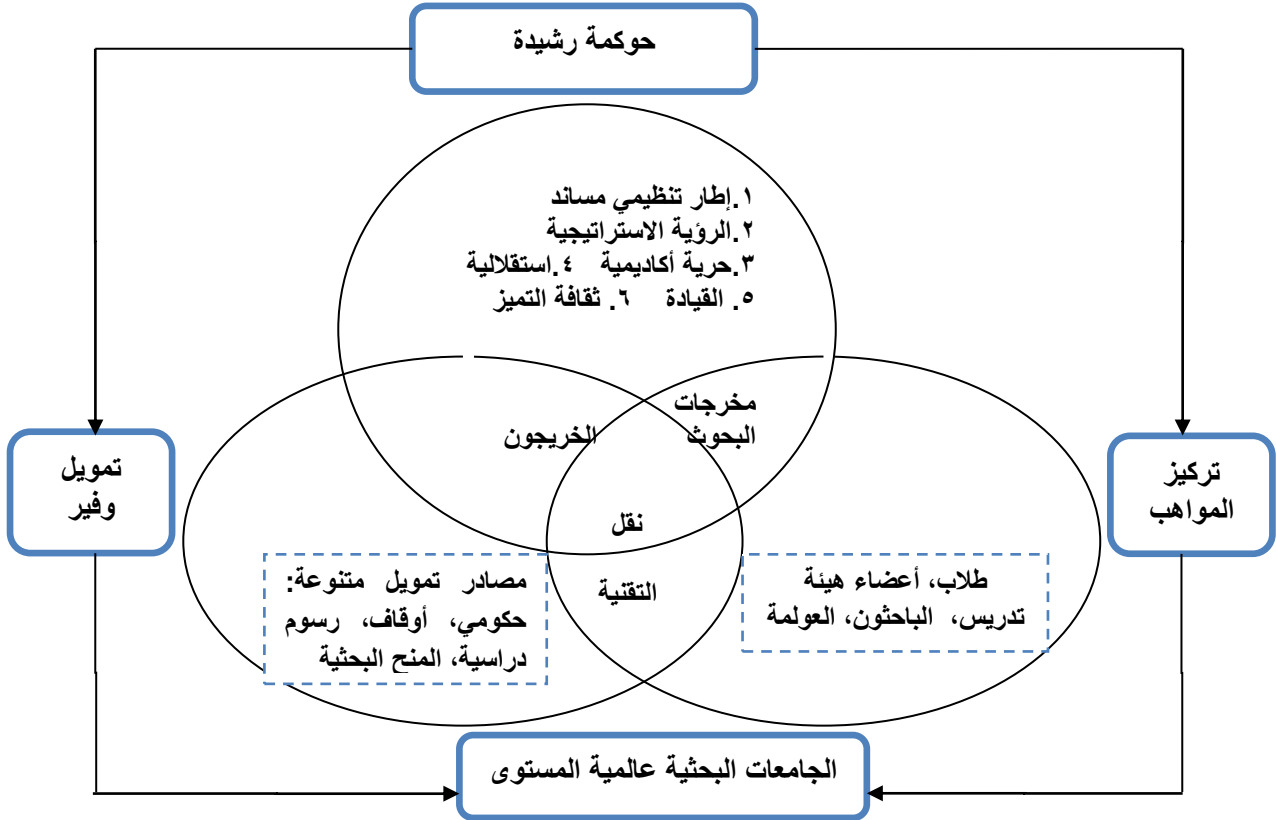 حوكمة رشيدة
١.إطار تنظيمي مساند
٢.الرؤية الاستراتيجية
٣.حرية أكاديمية ٤.استقلالية
٥. القيادة ٦. ثقافة التميز
مخرجات
البحوث
الخريجون
تركيز
المواهب
تمويل
وفير
نقل
التقنية
طلاب، أعضاء هيئة
تدريس، الباحثون، العولمة
مصادر تمويل متنوعة:
حكومي، أوقاف، رسوم
دراسية، المنح البحثية
الجامعات البحثية عالمية المستوى